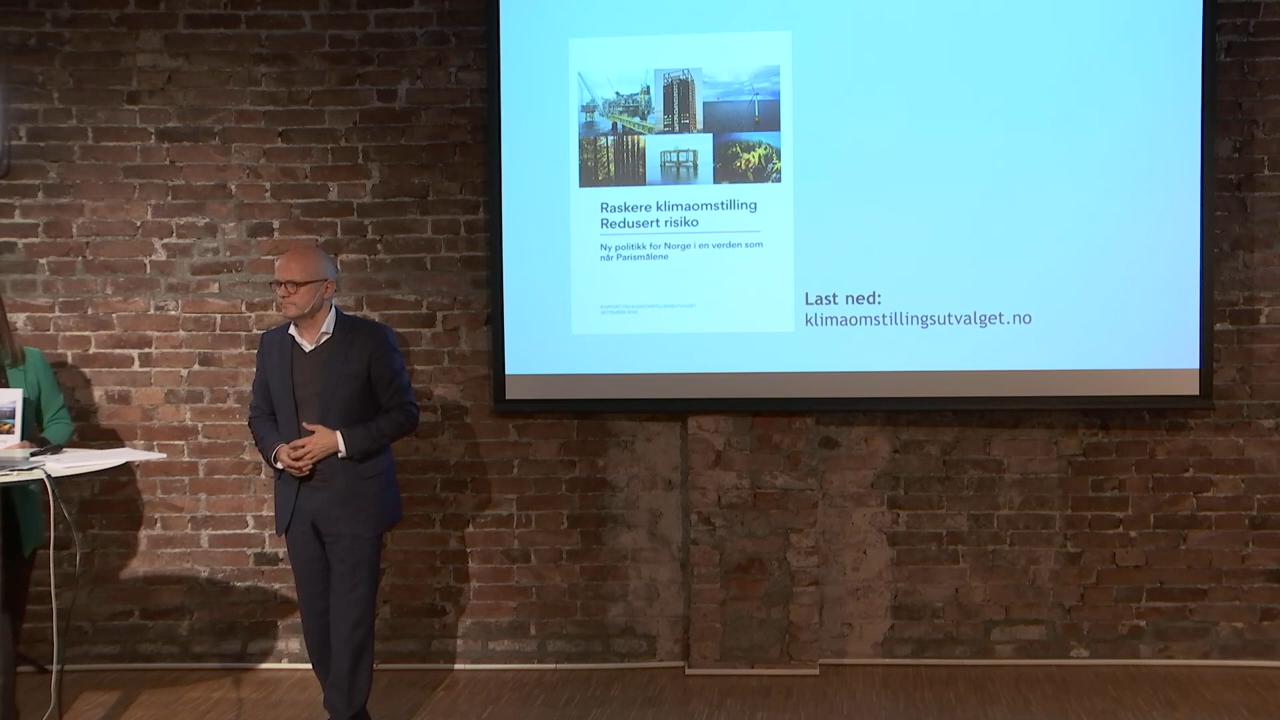 Raskere klimaomstilling
Redusert risiko
Ny politikk for Norge i en verden som
når Parismålene
Last ned:
klimaomstillingsutvalget.no